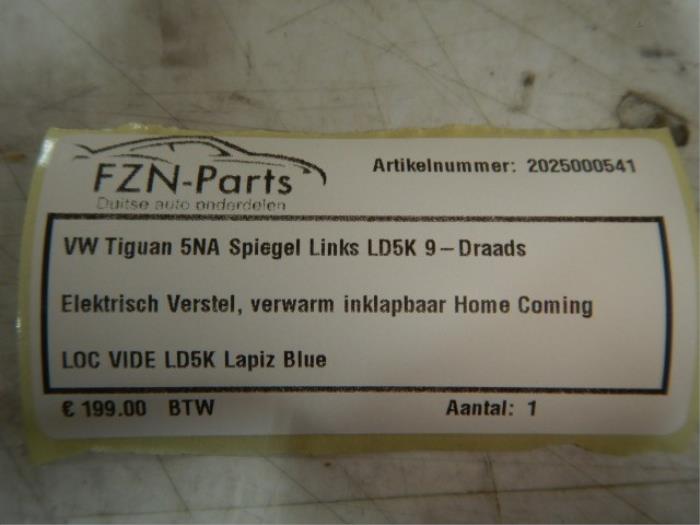 FZN-Parts
Duitse auto onderdelen
Artikelnummer: 2025000541
VW Tiguan 5NA Spiegel Links LD5K 9-Draads
Elektrisch Verstel, verwarm inklapbaar Home Coming
LOC VIDE LD5K Lapiz Blue
€ 199.00 BTW
Aantal: 1